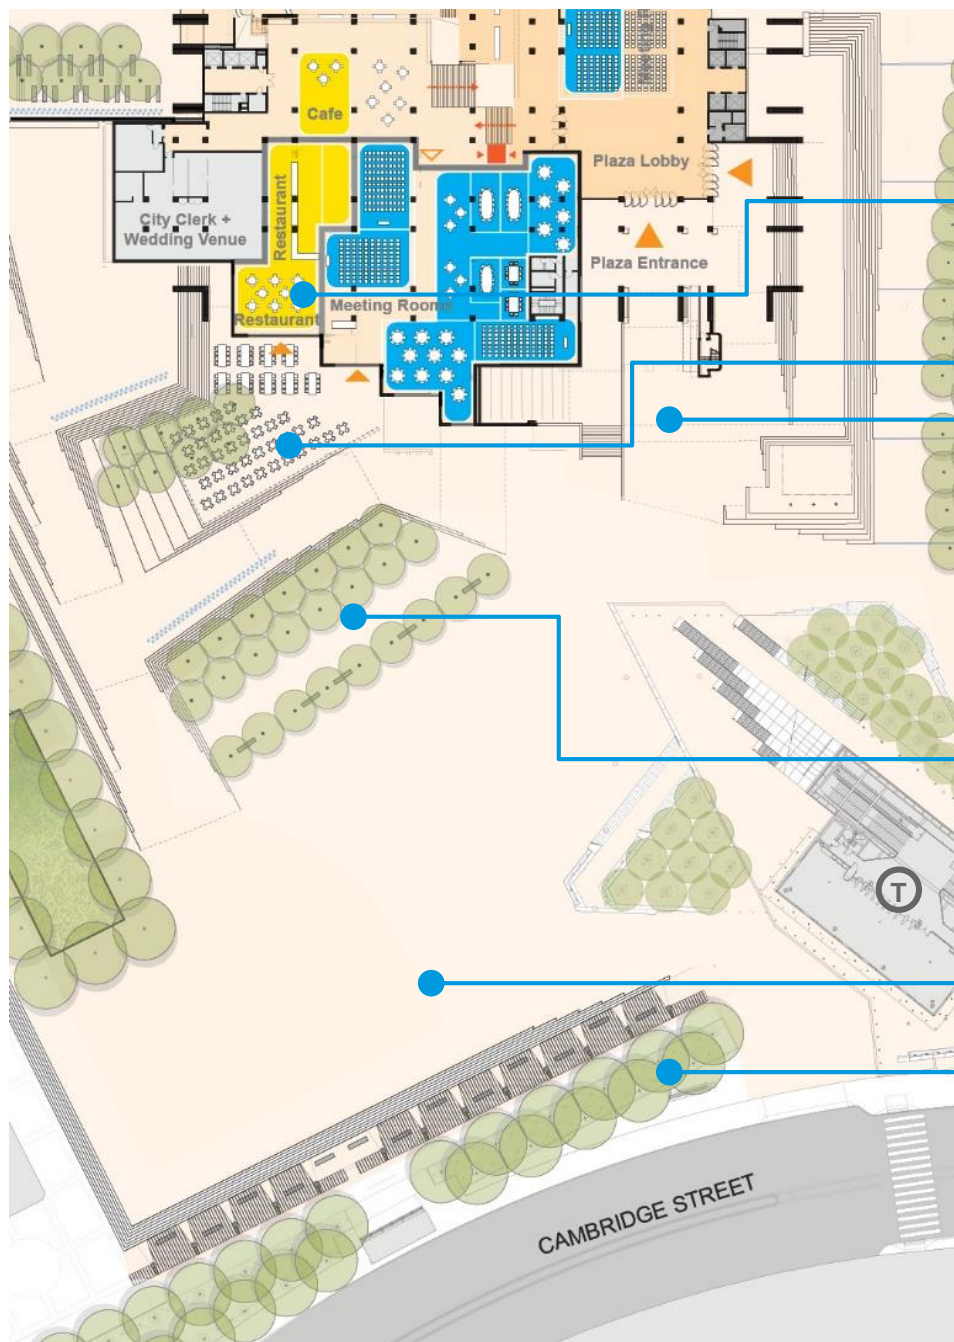 Cafe
Plaza Lobby
Restaurant
City Clerk +
Wedding Venue
Plaza Entrance
Meeting Rooms
Restaurant
T
CAMBRIDGE STREET